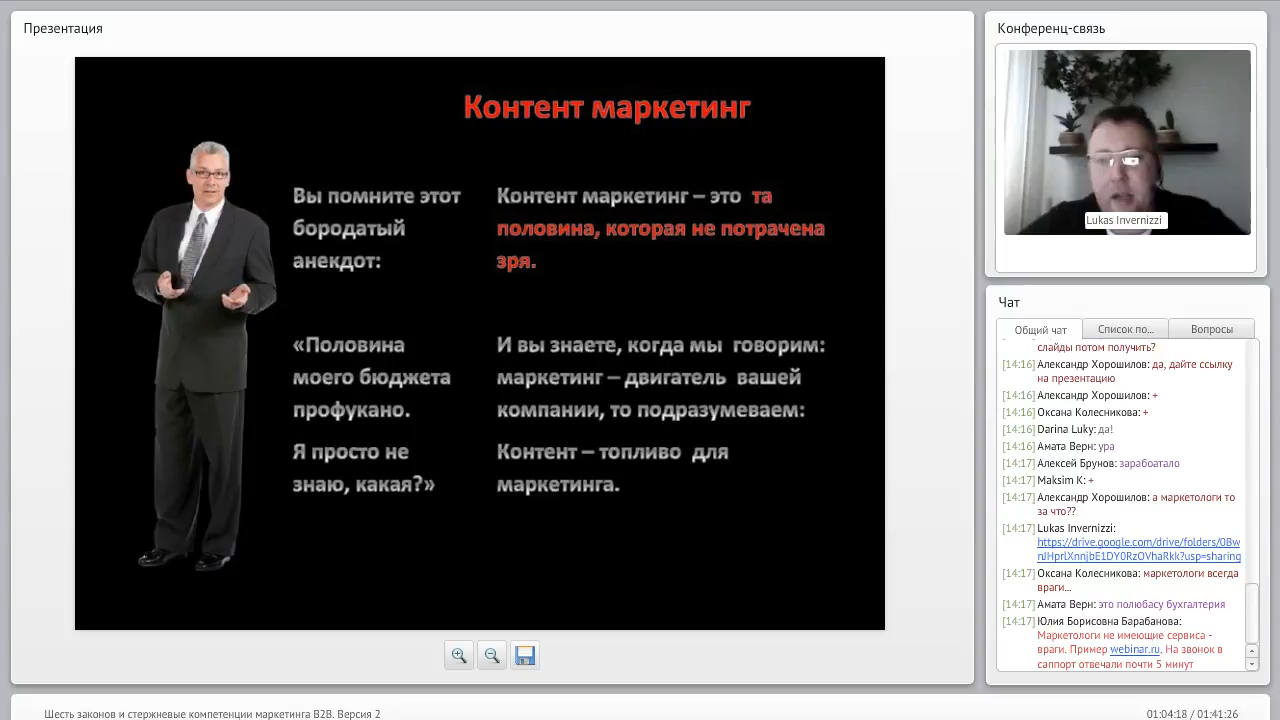 Презентация
Контент маркетинг
Вы помните этот
бородатый
анекдот:
«Половина
моего бюджета
профукано.
Я просто не
знаю, какая?»
Контент маркетинг – это та
половина, которая не потрачена
зря.
И вы знаете, когда мы говорим:
маркетинг – двигатель вашей
компании, то подразумеваем:
Контент – топливо для
маркетинга.
Конференц-связь
Lukas Invernizzi
Чат
Общий чат
Список по...
Вопросы
слайды потом получить?
[14:16] Александр Хорошилов: да, дайте ссылку
на презентацию
[14:16] Александр Хорошилов: +
[14:16] Оксана Колесникова: +
[14:16] Darina Luky: да!
[14:16] Амата Верн: ура
[14:17] Алексей Брунов: зарабоатало
[14:17] Maksim K: +
[14:17] Александр Хорошилов: а маркетологи то
за что??
[14:17] Lukas Invernizzi:
https://drive.google.com/drive/folders/0Bw
nJHprlXnnjbE1DY0RzOVhaRkk?usp=sharing
[14:17] Оксана Колесникова: маркетологи всегда
враги...
[14:17] Амата Верн: это полюбасу бухгалтерия
[14:17] Юлия Борисовна Барабанова:
Маркетологи не имеющие сервиса -
враги. Пример webinar.ru. На звонок в
саппорт отвечали почти 5 минут
Шесть законов и стержневые компетенции маркетинга B2B. Версия 2
01:04:18 / 01:41:26